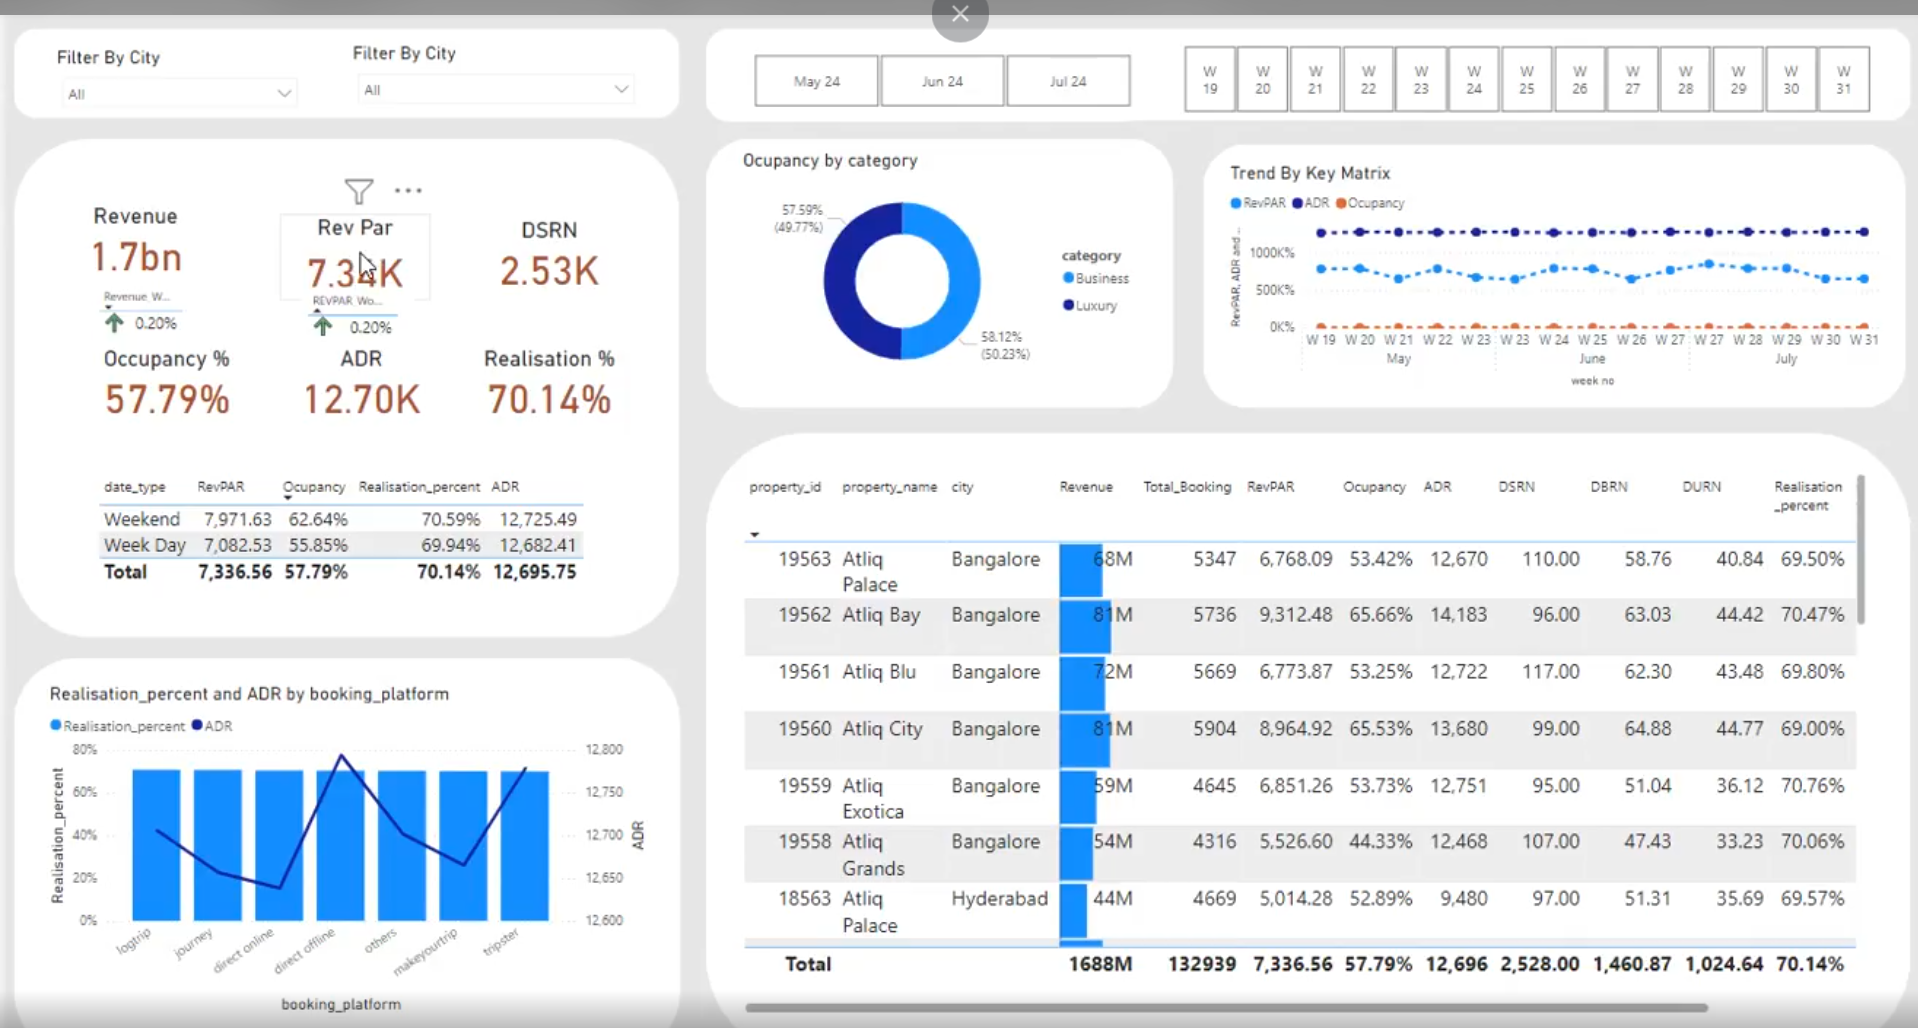 Filter By City
All
Filter By City
All
May 24
Jun 24
Jul 24
W 19
W 20
W 21
W 22
W 23
W 24
W 25
W 26
W 27
W 28
W 29
W 30
W 31
Revenue
1.7bn
Revenue_W...
0.20%
Rev Par
7.34K
REVPAR_Wo...
0.20%
DSRN
2.53K
Occupancy %
57.79%
ADR
12.70K
Realisation %
70.14%
date_type RevPAR Ocupancy Realisation_percent ADR
Weekend 7,971.63 62.64% 70.59% 12,725.49
Week Day 7,082.53 55.85% 69.94% 12,682.41
Total 7,336.56 57.79% 70.14% 12,695.75
Ocupancy by category
57.59%
(49.77%)
58.12%
(50.23%)
category
Business
Luxury
Trend By Key Matrix
RevPAR ADR Ocupancy
RevPAR, ADR and ...
1000K%
500K%
0K%
W 19 W 20 W 21 W 22 W 23 W 23 W 24 W 25 W 26 W 27 W 27 W 28 W 29 W 30 W 31
May June July
week no
Realisation_percent and ADR by booking_platform
Realisation_percent ADR
Realisation_percent
80%
60%
40%
20%
0%
12,800
12,750
12,700
12,650
12,600
ADR
logtrip journey direct online direct offline others makeyourtrip tripster
booking_platform
property_id property_name city Revenue Total_Booking RevPAR Ocupancy ADR DSRN DBRN DURN Realisation
_percent
19563 Atliq Bangalore 68M 5347 6,768.09 53.42% 12,670 110.00 58.76 40.84 69.50%
Palace
19562 Atliq Bay Bangalore 81M 5736 9,312.48 65.66% 14,183 96.00 63.03 44.42 70.47%
19561 Atliq Blu Bangalore 72M 5669 6,773.87 53.25% 12,722 117.00 62.30 43.48 69.80%
19560 Atliq City Bangalore 81M 5904 8,964.92 65.53% 13,680 99.00 64.88 44.77 69.00%
19559 Atliq Bangalore 59M 4645 6,851.26 53.73% 12,751 95.00 51.04 36.12 70.76%
Exotica
19558 Atliq Bangalore 54M 4316 5,526.60 44.33% 12,468 107.00 47.43 33.23 70.06%
Grands
18563 Atliq Hyderabad 44M 4669 5,014.28 52.89% 9,480 97.00 51.31 35.69 69.57%
Palace
Total 1688M 132939 7,336.56 57.79% 12,696 2,528.00 1,460.87 1,024.64 70.14%